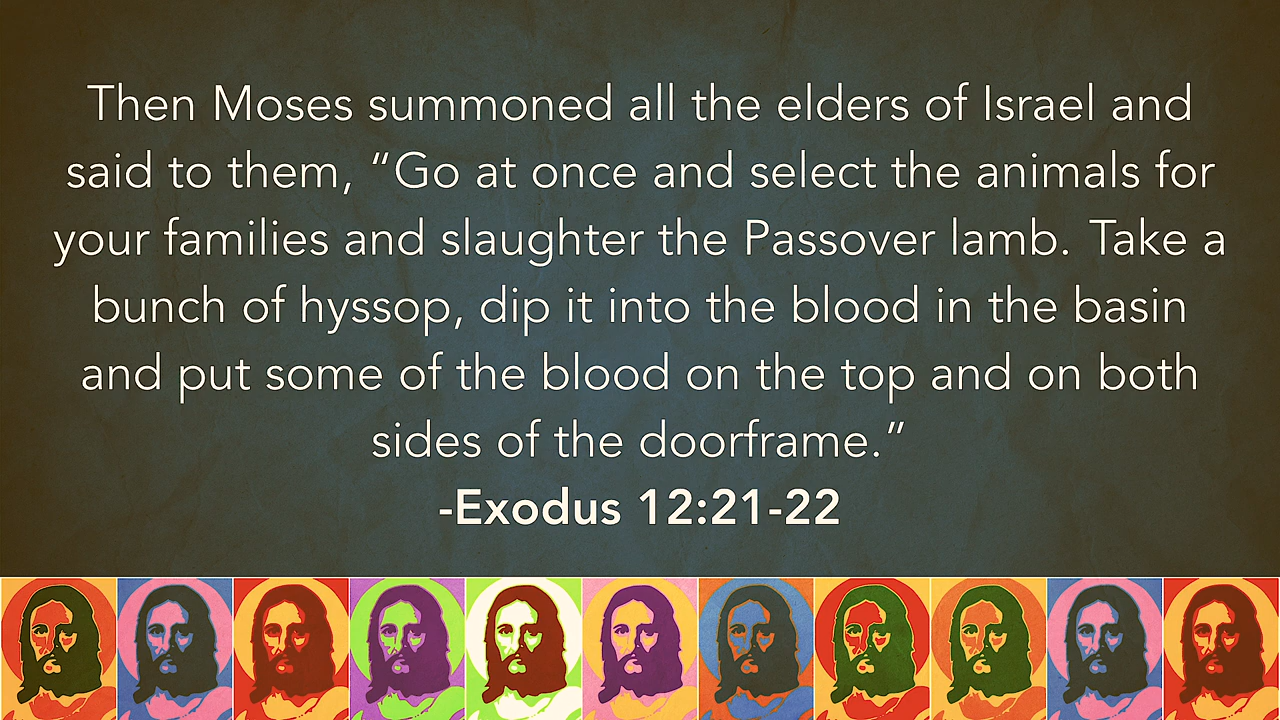 Then Moses summoned all the elders of Israel and
said to them, “Go at once and select the animals for
your families and slaughter the Passover lamb. Take a
bunch of hyssop, dip it into the blood in the basin
and put some of the blood on the top and on both
sides of the doorframe.”
-Exodus 12:21-22